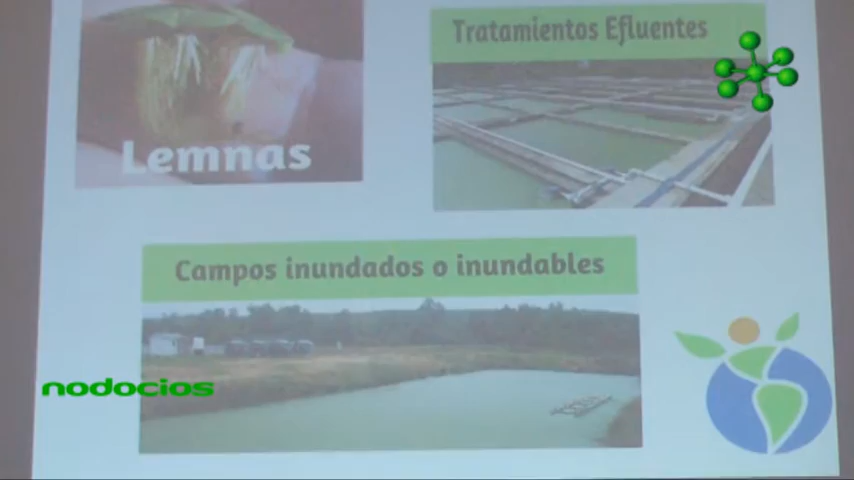 Tratamientos Efluentes
Lemnas
Campos inundados o inundables
nodocios